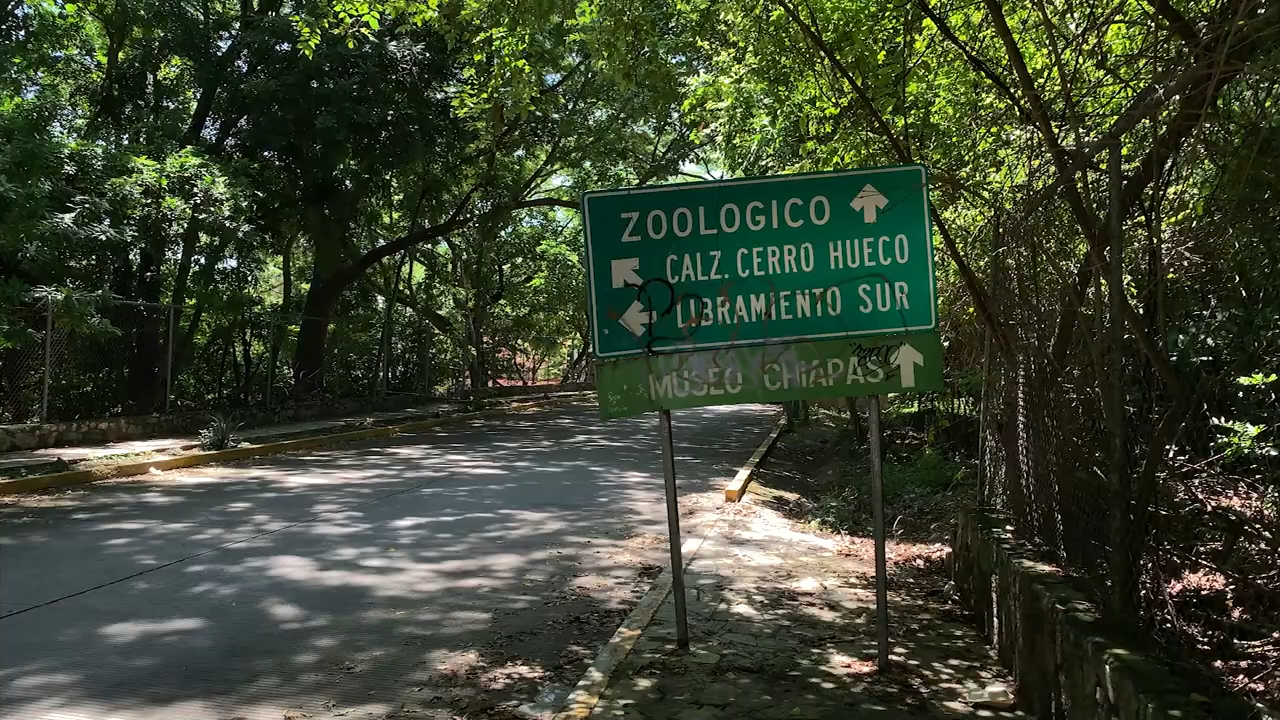 ZOOLOGICO
CALZ. CERRO HUECO
LIBRAMIENTO SUR
MUSEO CHIAPAS